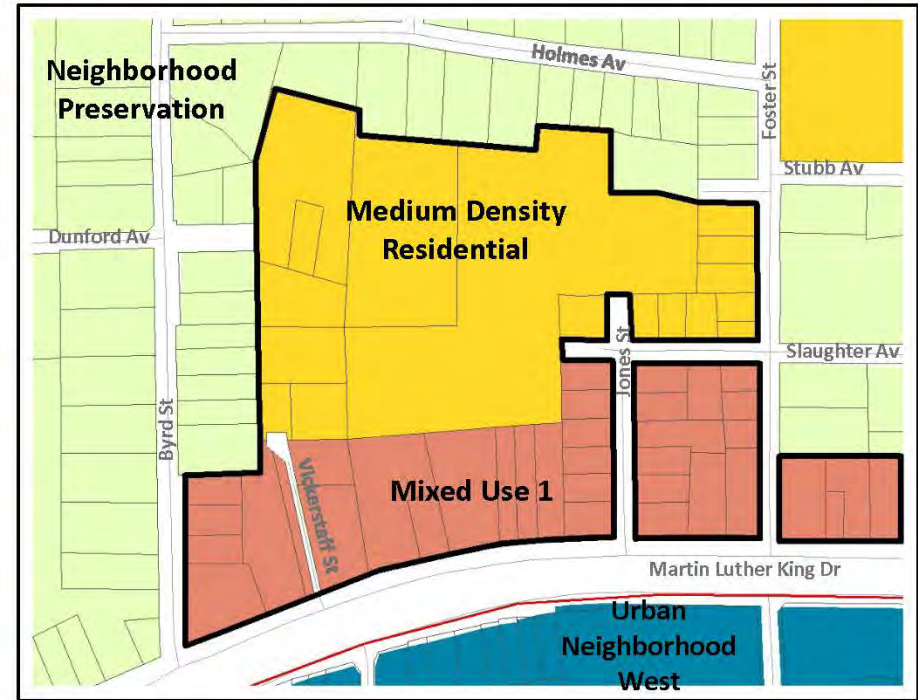 Neighborhood
Preservation
Holmes Av
Foster St
Stubb Av
Medium Density
Residential
Dunford Av
Slaughter Av
Jones St
Byrd St
Vickerstaff St
Mixed Use 1
Martin Luther King Dr
Urban
Neighborhood
West